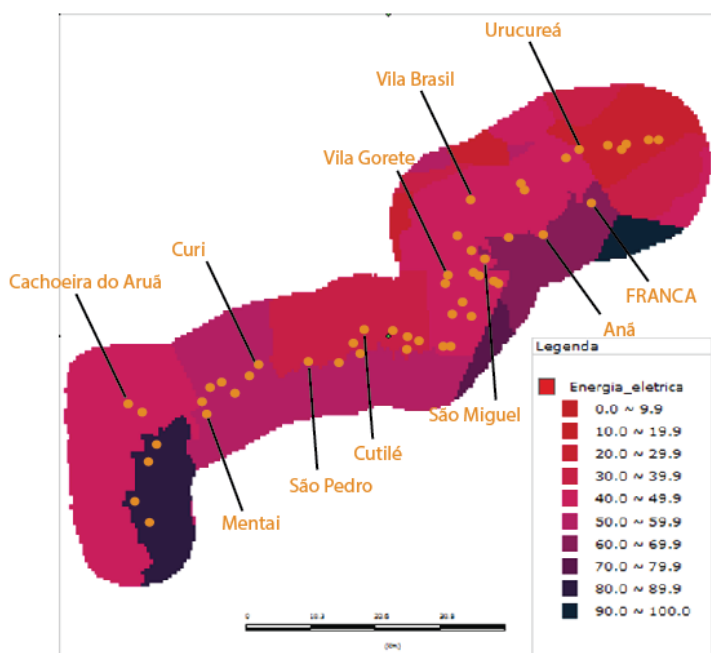 Urucureá
Vila Brasil
Vila Gorete
Curi
Cachoeira do Aruã
FRANCA
Anã
São Miguel
Cutilé
São Pedro
Mentai
Legenda
Energia_eletrica
0.0 ~ 9.9
10.0 ~ 19.9
20.0 ~ 29.9
30.0 ~ 39.9
40.0 ~ 49.9
50.0 ~ 59.9
60.0 ~ 69.9
70.0 ~ 79.9
80.0 ~ 89.9
90.0 ~ 100.0
0